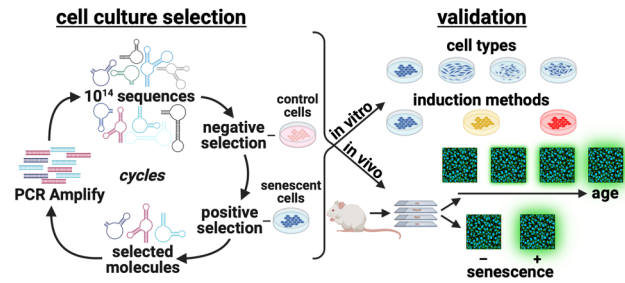 cell culture selection
10¹⁴ sequences
negative
selection
control
cells
cycles
PCR Amplify
positive
selection
senescent
cells
selected
molecules
validation
cell types
induction methods
in vitro
in vivo
age
– +
senescence